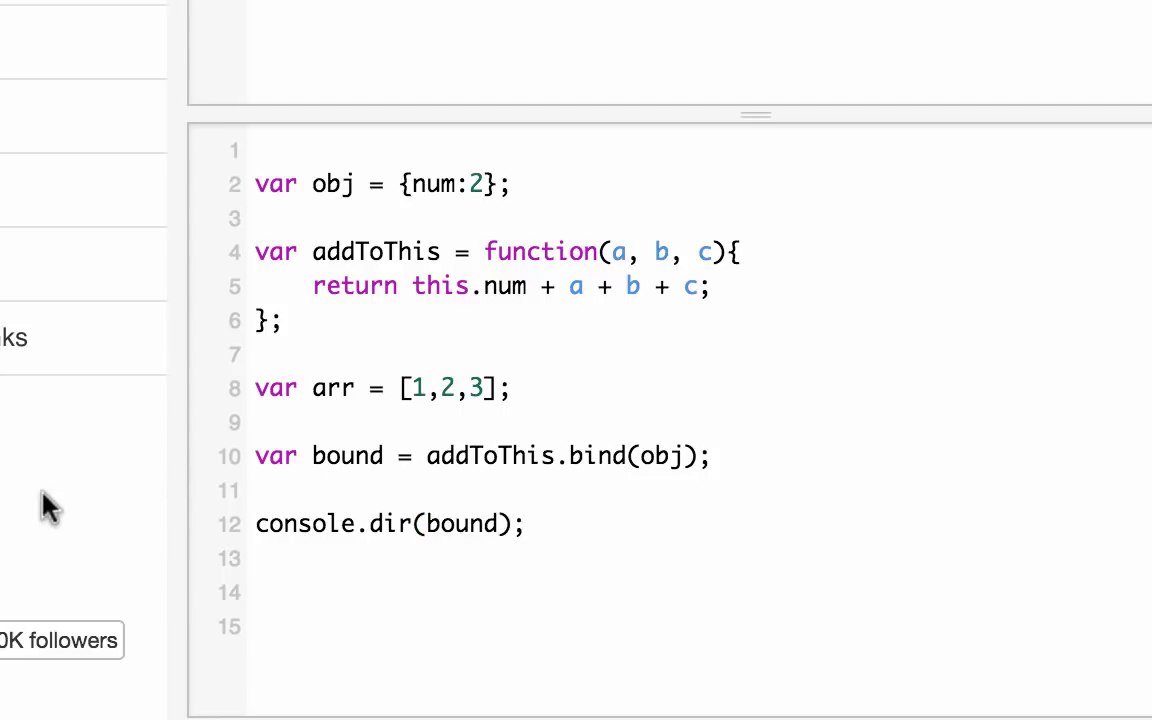 1
2 var obj = {num:2};
3
4 var addToThis = function(a, b, c){
5 return this.num + a + b + c;
6 };
7
8 var arr = [1,2,3];
9
10 var bound = addToThis.bind(obj);
11
12 console.dir(bound);
13
14
15
nks
0K followers